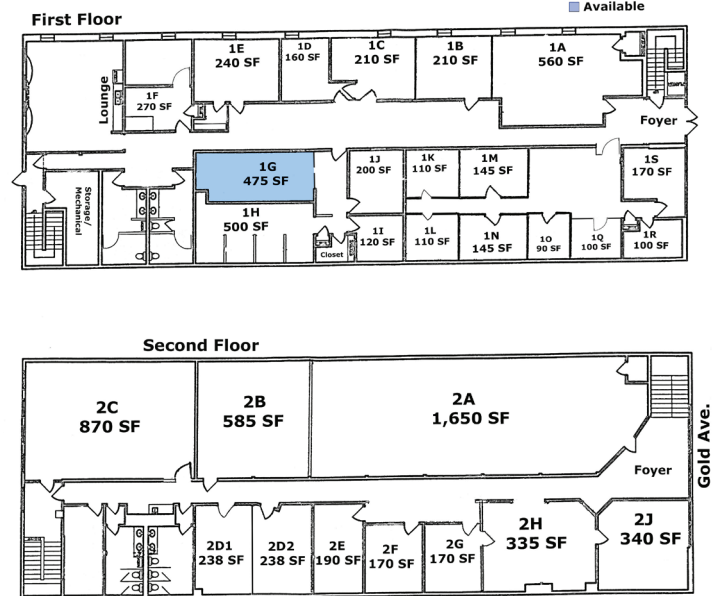 Available
First Floor
Lounge
1F
270 SF
1E
240 SF
1D
160 SF
1C
210 SF
1B
210 SF
1A
560 SF
Foyer
Storage/
Mechanical
1G
475 SF
1H
500 SF
Closet
1J
200 SF
1I
120 SF
1K
110 SF
1L
110 SF
1M
145 SF
1N
145 SF
1O
90 SF
1Q
100 SF
1S
170 SF
1R
100 SF
Second Floor
2C
870 SF
2B
585 SF
2A
1,650 SF
Foyer
Gold Ave.
2D1
238 SF
2D2
238 SF
2E
190 SF
2F
170 SF
2G
170 SF
2H
335 SF
2J
340 SF